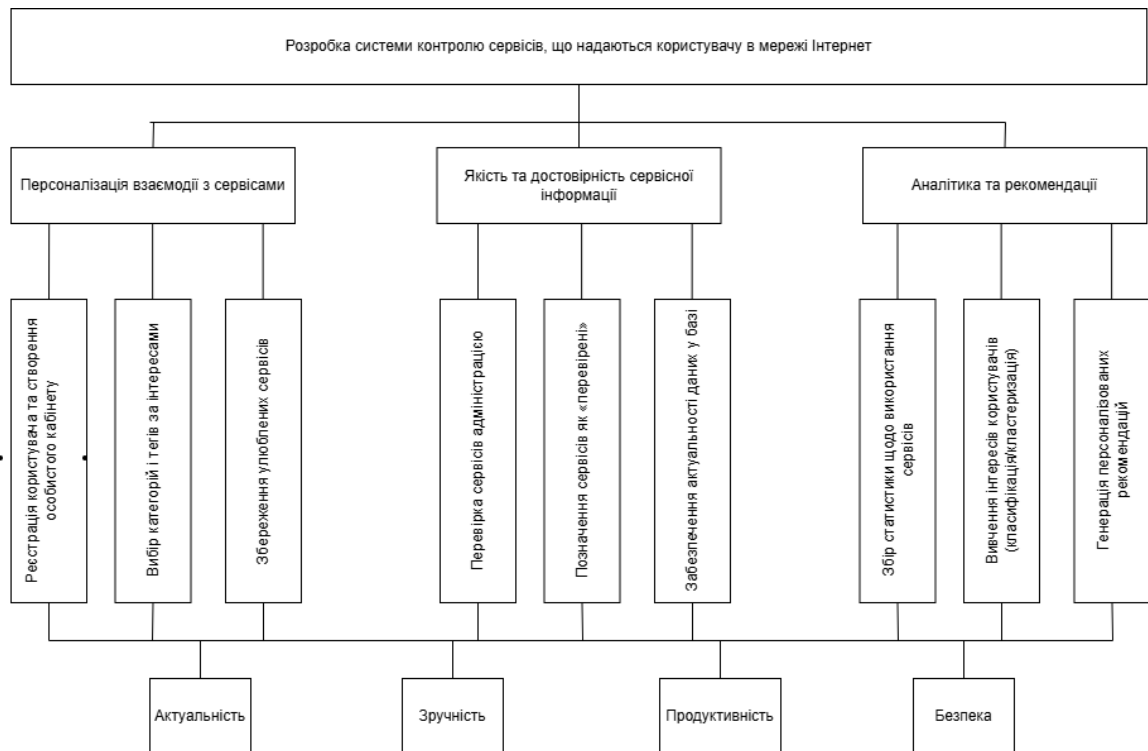 Розробка системи контролю сервісів, що надаються користувачу в мережі Інтернет
Персоналізація взаємодії з сервісами
Якість та достовірність сервісної
інформації
Аналітика та рекомендації
Реєстрація користувача та створення
особистого кабінету
Вибір категорій і тегів за інтересами
Збереження улюблених сервісів
Перевірка сервісів адміністрацією
Позначення сервісів як «перевірені»
Забезпечення актуальності даних у базі
Збір статистики щодо використання
сервісів
Вивчення інтересів користувачів
(класифікація/кластеризація)
Генерація персоналізованих
рекомендацій
Актуальність
Зручність
Продуктивність
Безпека